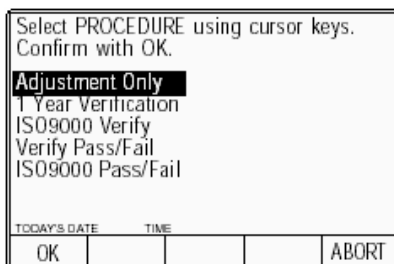 Select PROCEDURE using cursor keys.
Confirm with OK.
Adjustment Only
1 Year Verification
ISO9000 Verify
Verify Pass/Fail
ISO9000 Pass/Fail
TODAY'S DATE TIME
OK ABORT